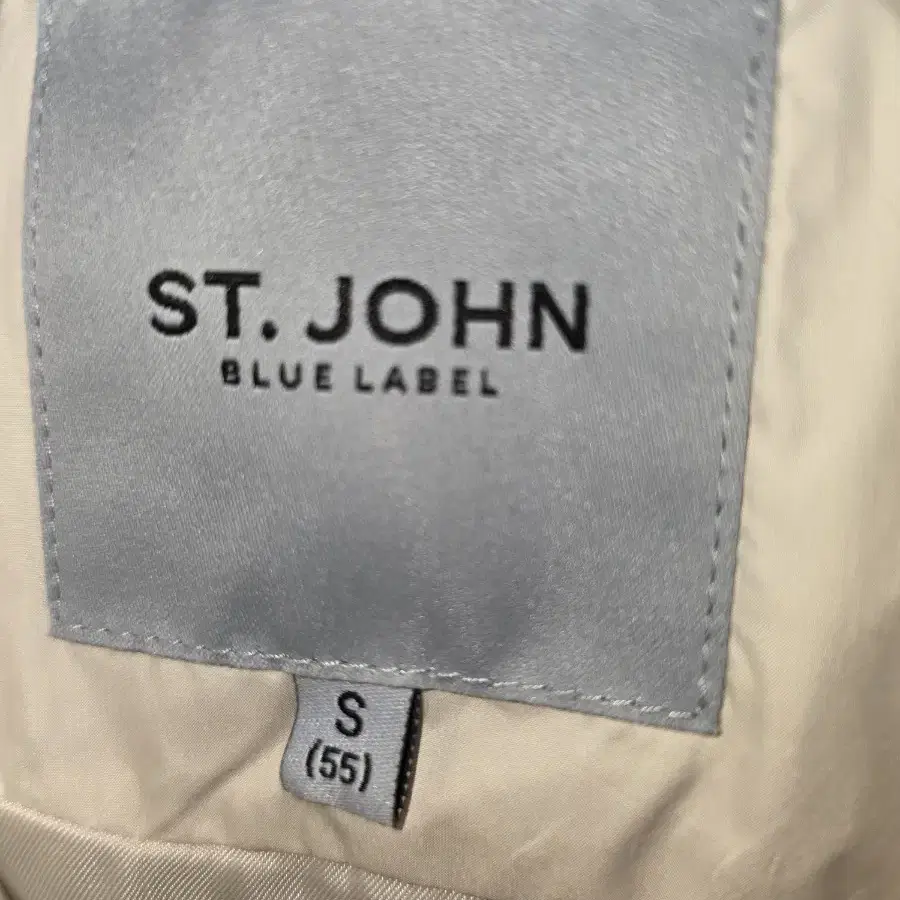 ST. JOHN
BLUE LABEL
S
(55)